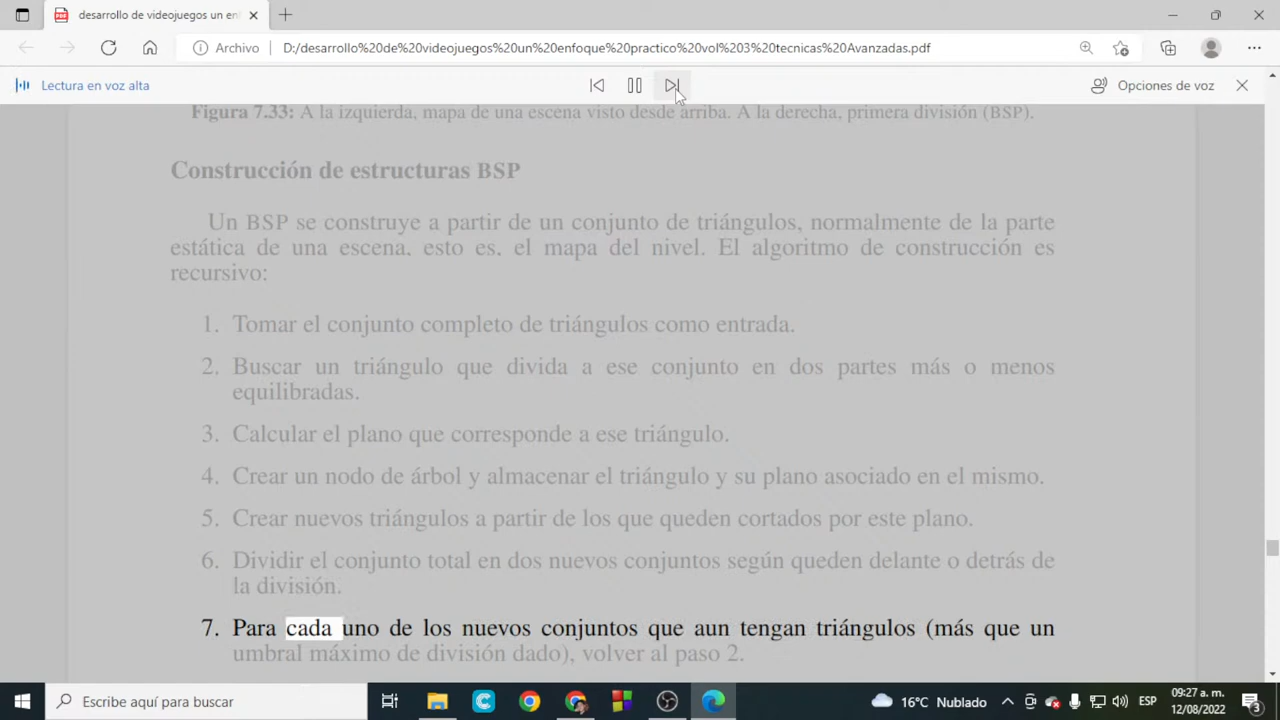 desarrollo de videojuegos un en
Archivo
D:/desarrollo%20de%20videojuegos%20un%20enfoque%20practico%20vol%203%20tecnicas%20Avanzadas.pdf
Lectura en voz alta
Opciones de voz
Figura 7.33: A la izquierda, mapa de una escena visto desde arriba. A la derecha, primera división (BSP).
Construcción de estructuras BSP
Un BSP se construye a partir de un conjunto de triángulos, normalmente de la parte
estática de una escena, esto es, el mapa del nivel. El algoritmo de construcción es
recursivo:
1. Tomar el conjunto completo de triángulos como entrada.
2. Buscar un triángulo que divida a ese conjunto en dos partes más o menos
equilibradas.
3. Calcular el plano que corresponde a ese triángulo.
4. Crear un nodo de árbol y almacenar el triángulo y su plano asociado en el mismo.
5. Crear nuevos triángulos a partir de los que queden cortados por este plano.
6. Dividir el conjunto total en dos nuevos conjuntos según queden delante o detrás de
la división.
7. Para cada uno de los nuevos conjuntos que aun tengan triángulos (más que un
umbral máximo de división dado), volver al paso 2.
Escribe aquí para buscar
16°C Nublado
ESP
09:27 a. m.
12/08/2022
3